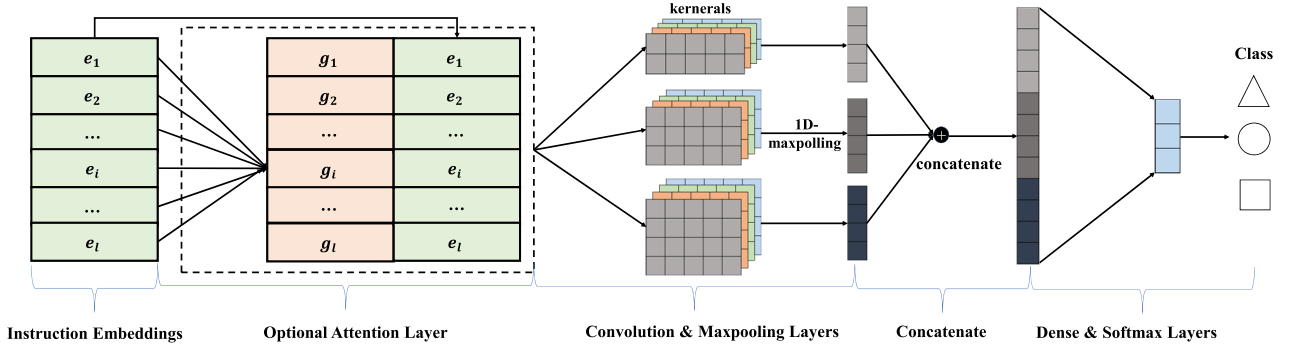 kernerals
Class
e1
g1
e1
e2
g2
e2
...
...
...
1D-
maxpolling
concatenate
ei
gi
ei
...
...
...
el
gl
el
Instruction Embeddings
Optional Attention Layer
Convolution & Maxpooling Layers
Concatenate
Dense & Softmax Layers